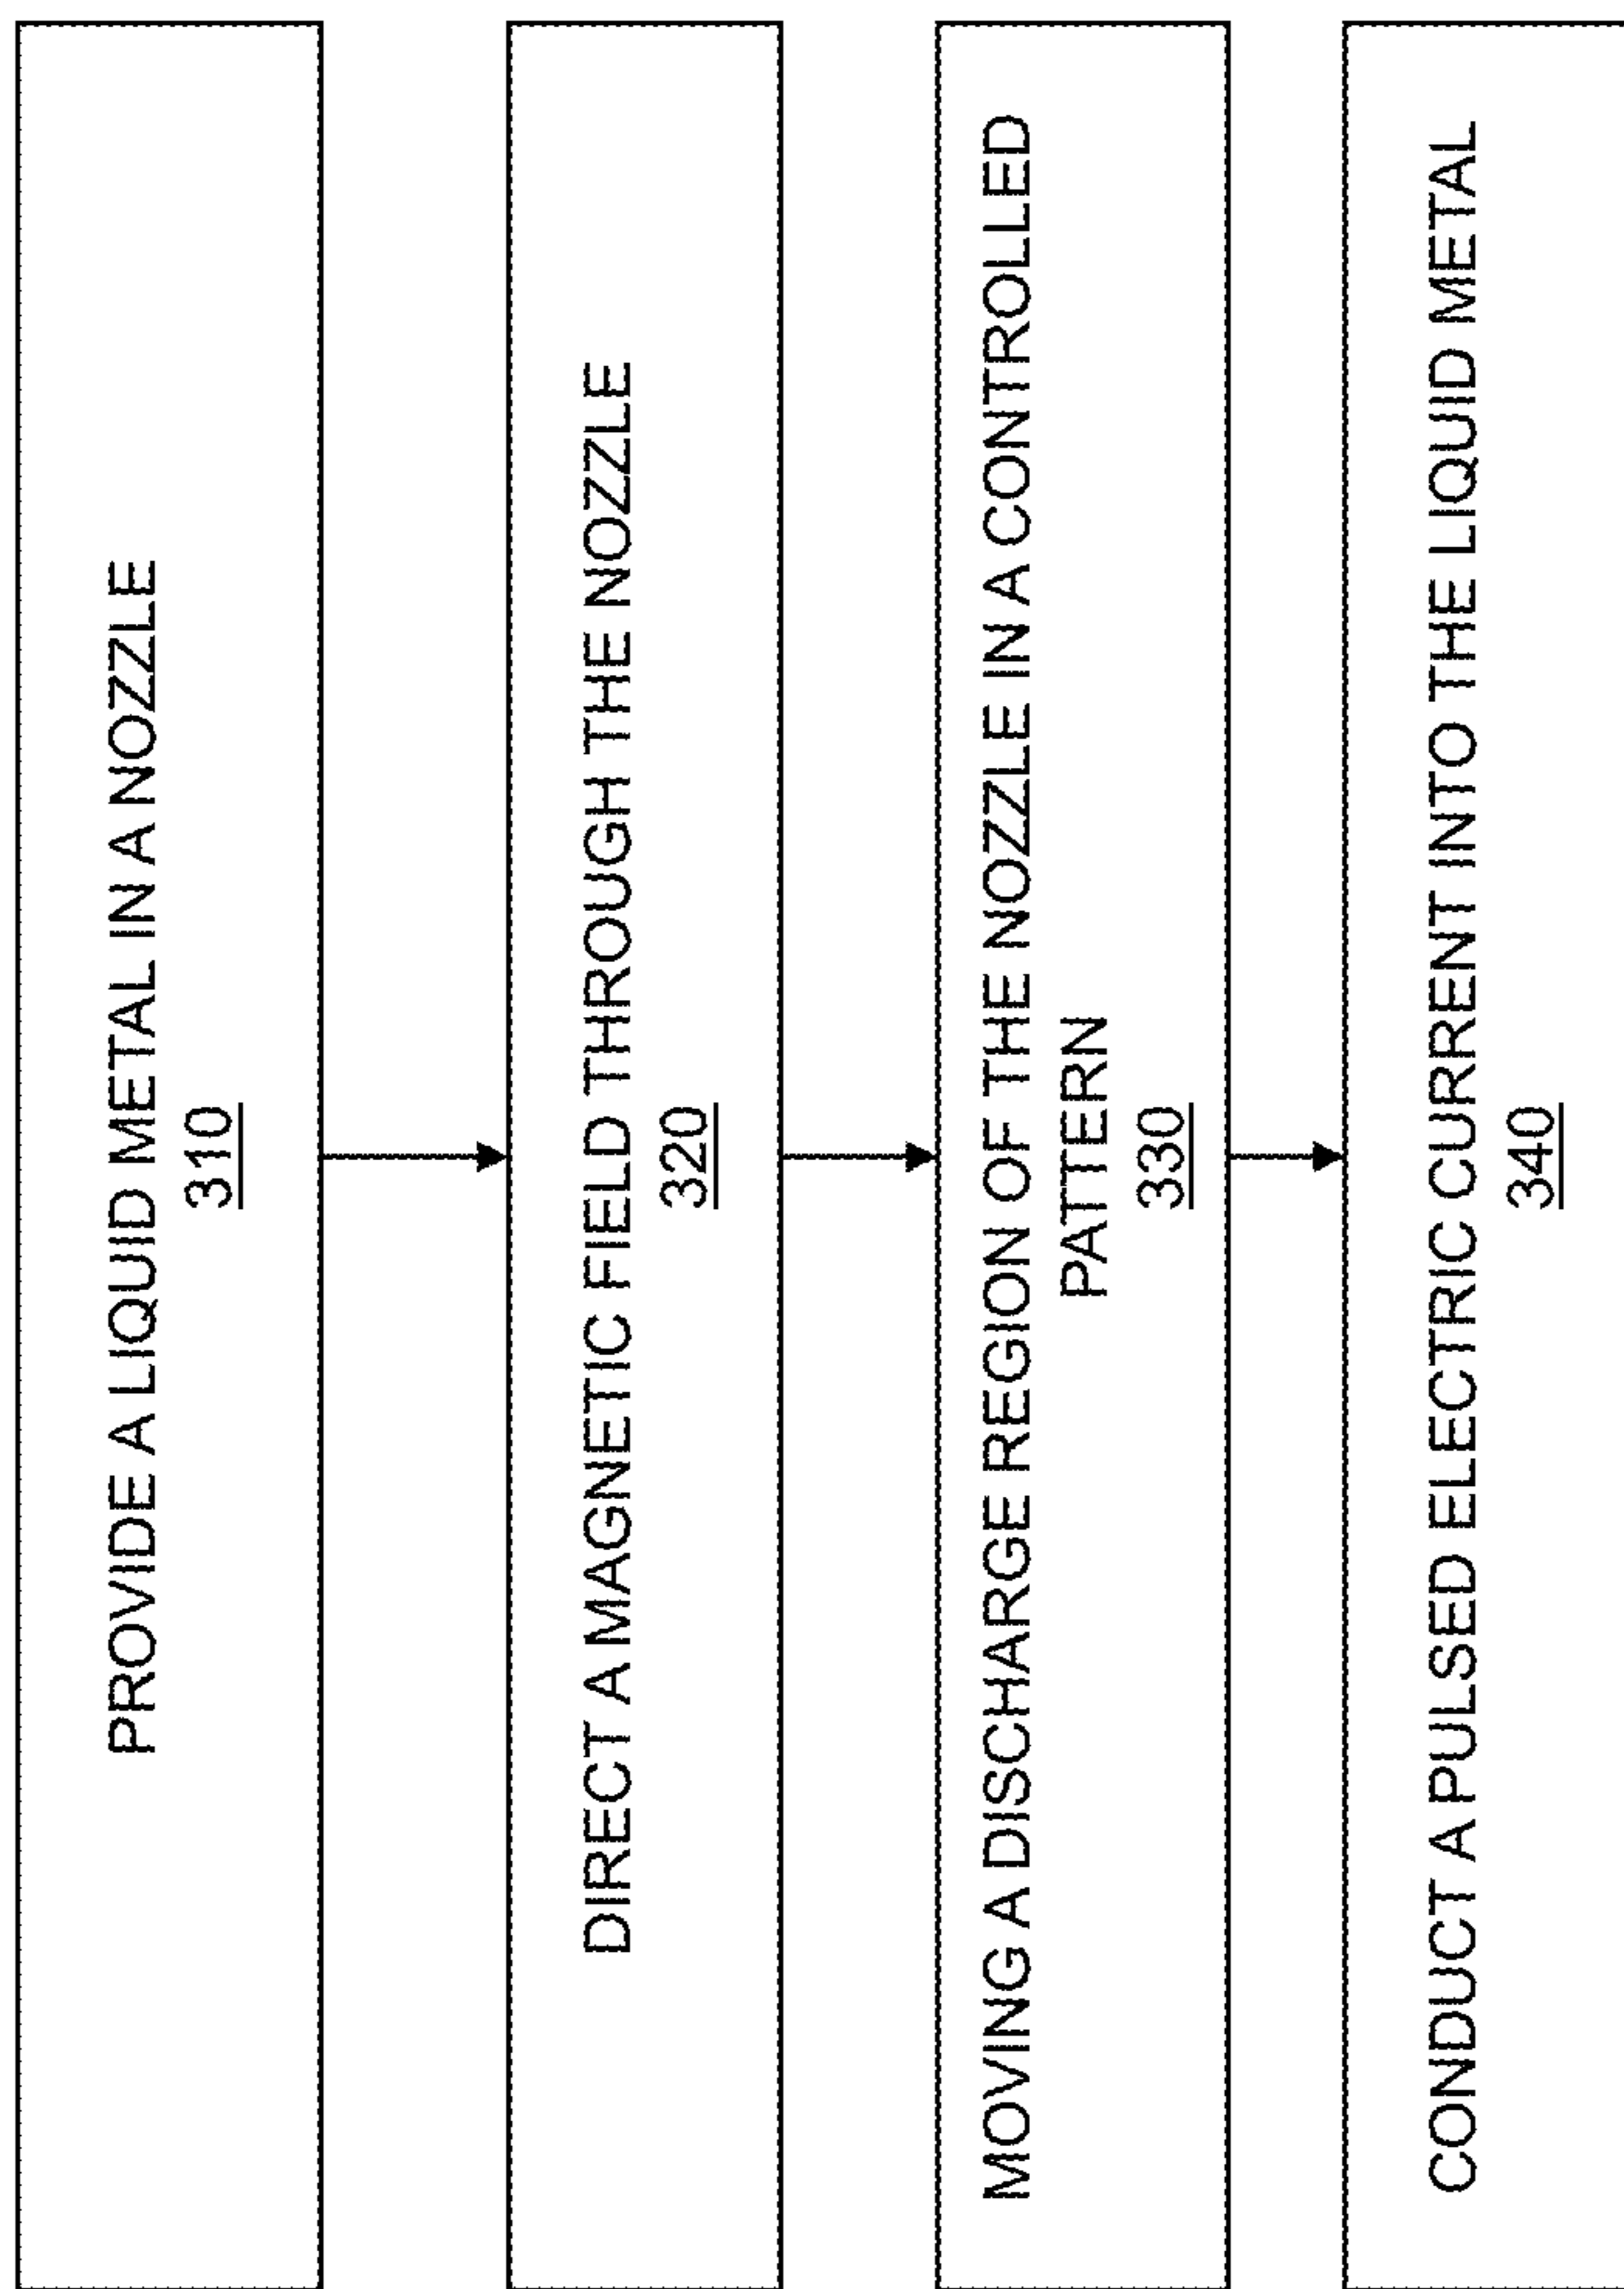 PROVIDE A LIQUID METAL IN A NOZZLE
310
DIRECT A MAGNETIC FIELD THROUGH THE NOZZLE
320
MOVING A DISCHARGE REGION OF THE NOZZLE IN A CONTROLLED
PATTERN
330
CONDUCT A PULSED ELECTRIC CURRENT INTO THE LIQUID METAL
340